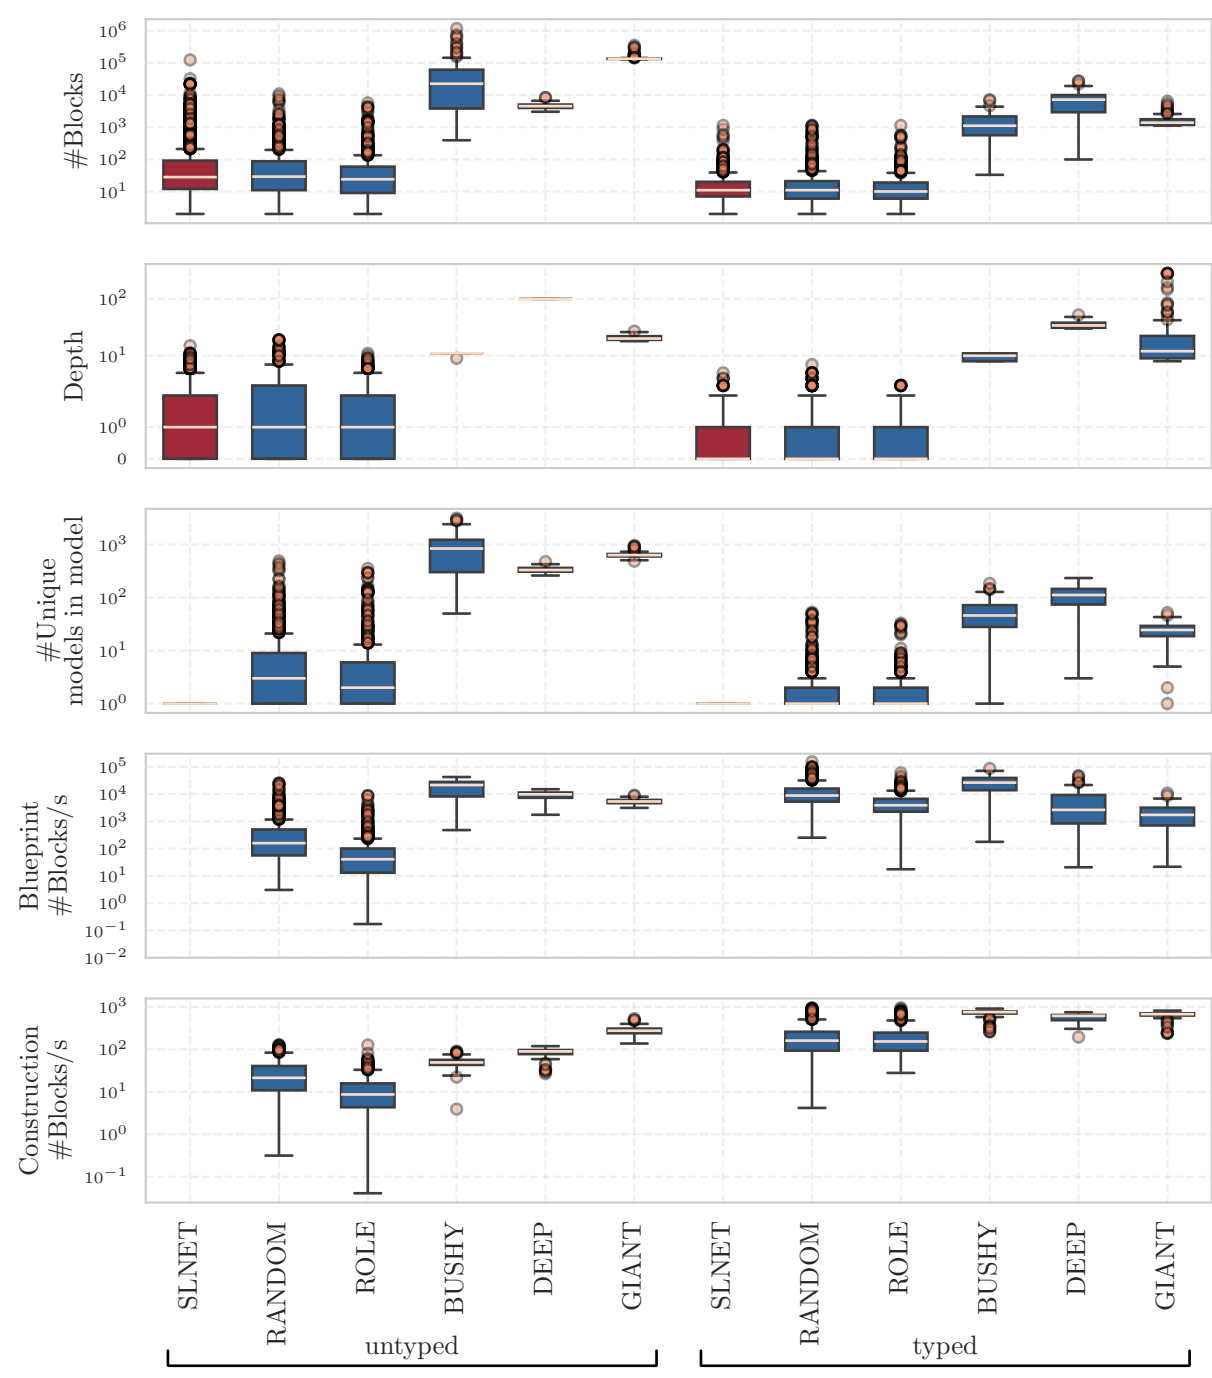 #Blocks
10⁶
10⁵
10⁴
10³
10²
10¹
Depth
10²
10¹
10⁰
0
#Unique
models in model
10³
10²
10¹
10⁰
Blueprint
#Blocks/s
10⁵
10⁴
10³
10²
10¹
10⁰
10⁻¹
10⁻²
Construction
#Blocks/s
10³
10²
10¹
10⁰
10⁻¹
SLNET
RANDOM
ROLE
BUSHY
DEEP
GIANT
SLNET
RANDOM
ROLE
BUSHY
DEEP
GIANT
untyped
typed